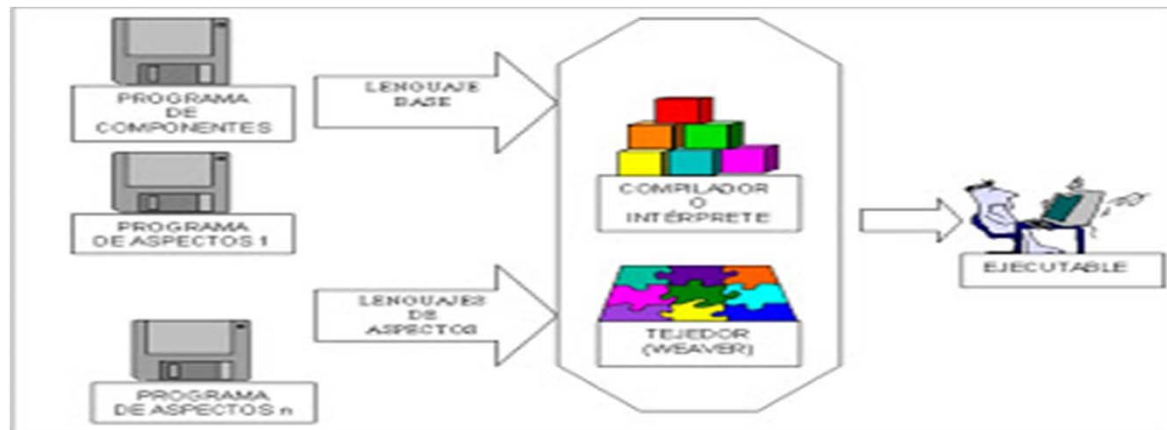 PROGRAMA
DE
COMPONENTES
LENGUAJE
BASE
PROGRAMA
DE ASPECTOS 1
COMPILADOR
O
INTÉRPRETE
EJECUTABLE
LENGUAJES
DE
ASPECTOS
TEJEDOR
(WEAVER)
PROGRAMA
DE ASPECTOS n